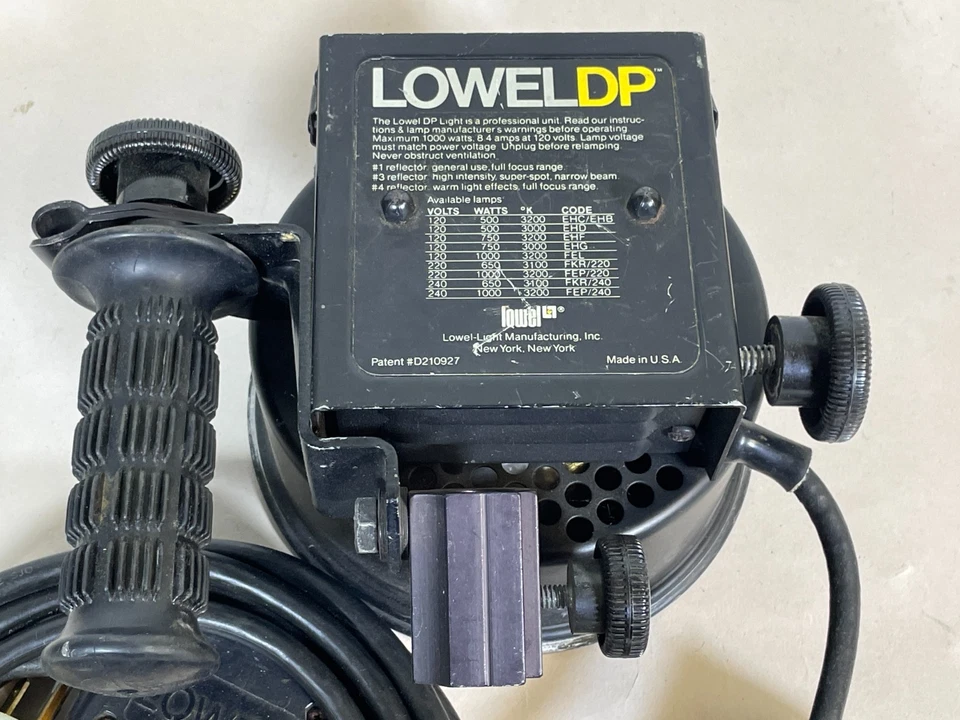 LOWELDP™
The Lowel DP Light is a professional unit. Read our instruc-
tions & lamp manufacturer's warnings before operating.
Maximum 1000 watts. 8.4 amps at 120 volts. Lamp voltage
must match power voltage. Unplug before relamping.
Never obstruct ventilation.
#1 reflector: general use, full focus range.
#3 reflector: high intensity, super-spot, narrow beam.
#4 reflector: warm light effects, full focus range.
Available lamps:
VOLTS WATTS °K CODE
120 500 3200 EHC/EHB
120 500 3000 EHD
120 750 3200 EHF
120 750 3000 EHG
120 1000 3200 FEL
220 650 3100 FKR/220
220 1000 3200 FEP/220
240 650 3100 FKR/240
240 1000 3200 FEP/240
lowel®
Lowel-Light Manufacturing, Inc.
New York, New York
Patent #D210927 Made in U.S.A.